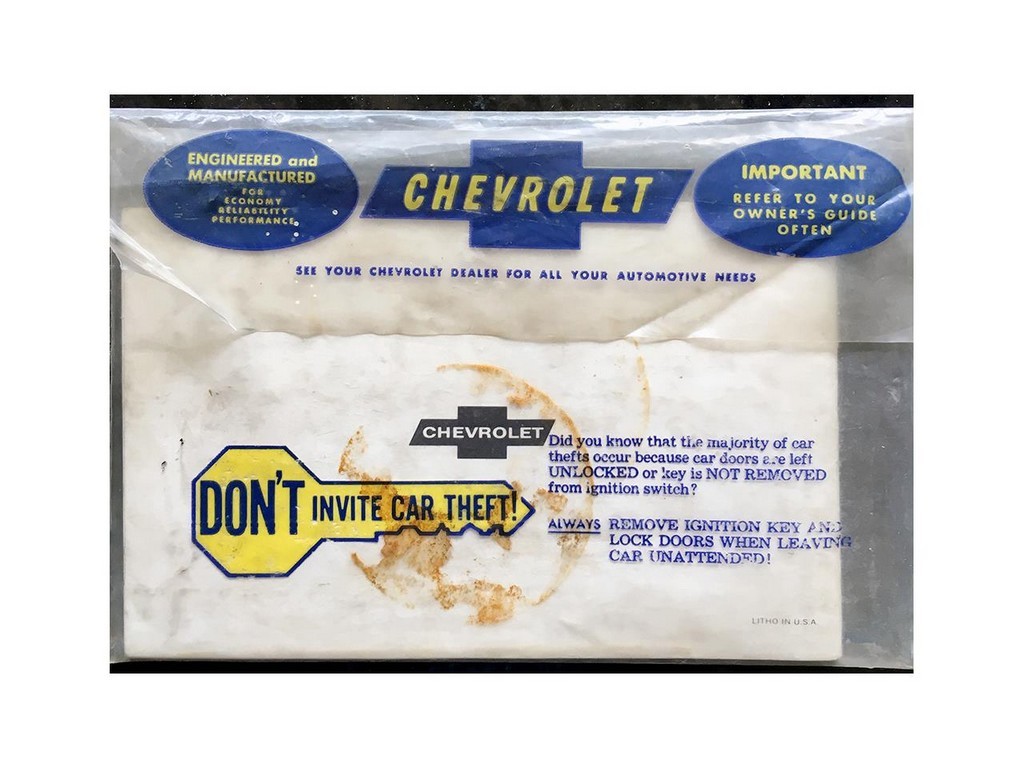 ENGINEERED and
MANUFACTURED
FOR
ECONOMY
RELIABILITY
PERFORMANCE
CHEVROLET
IMPORTANT
REFER TO YOUR
OWNER'S GUIDE
OFTEN
SEE YOUR CHEVROLET DEALER FOR ALL YOUR AUTOMOTIVE NEEDS
CHEVROLET
DON'T INVITE CAR THEFT!
Did you know that the majority of car
thefts occur because car doors are left
UNLOCKED or key is NOT REMOVED
from ignition switch?
ALWAYS REMOVE IGNITION KEY AND
LOCK DOORS WHEN LEAVING
CAR UNATTENDED!
LITHO IN U.S.A.